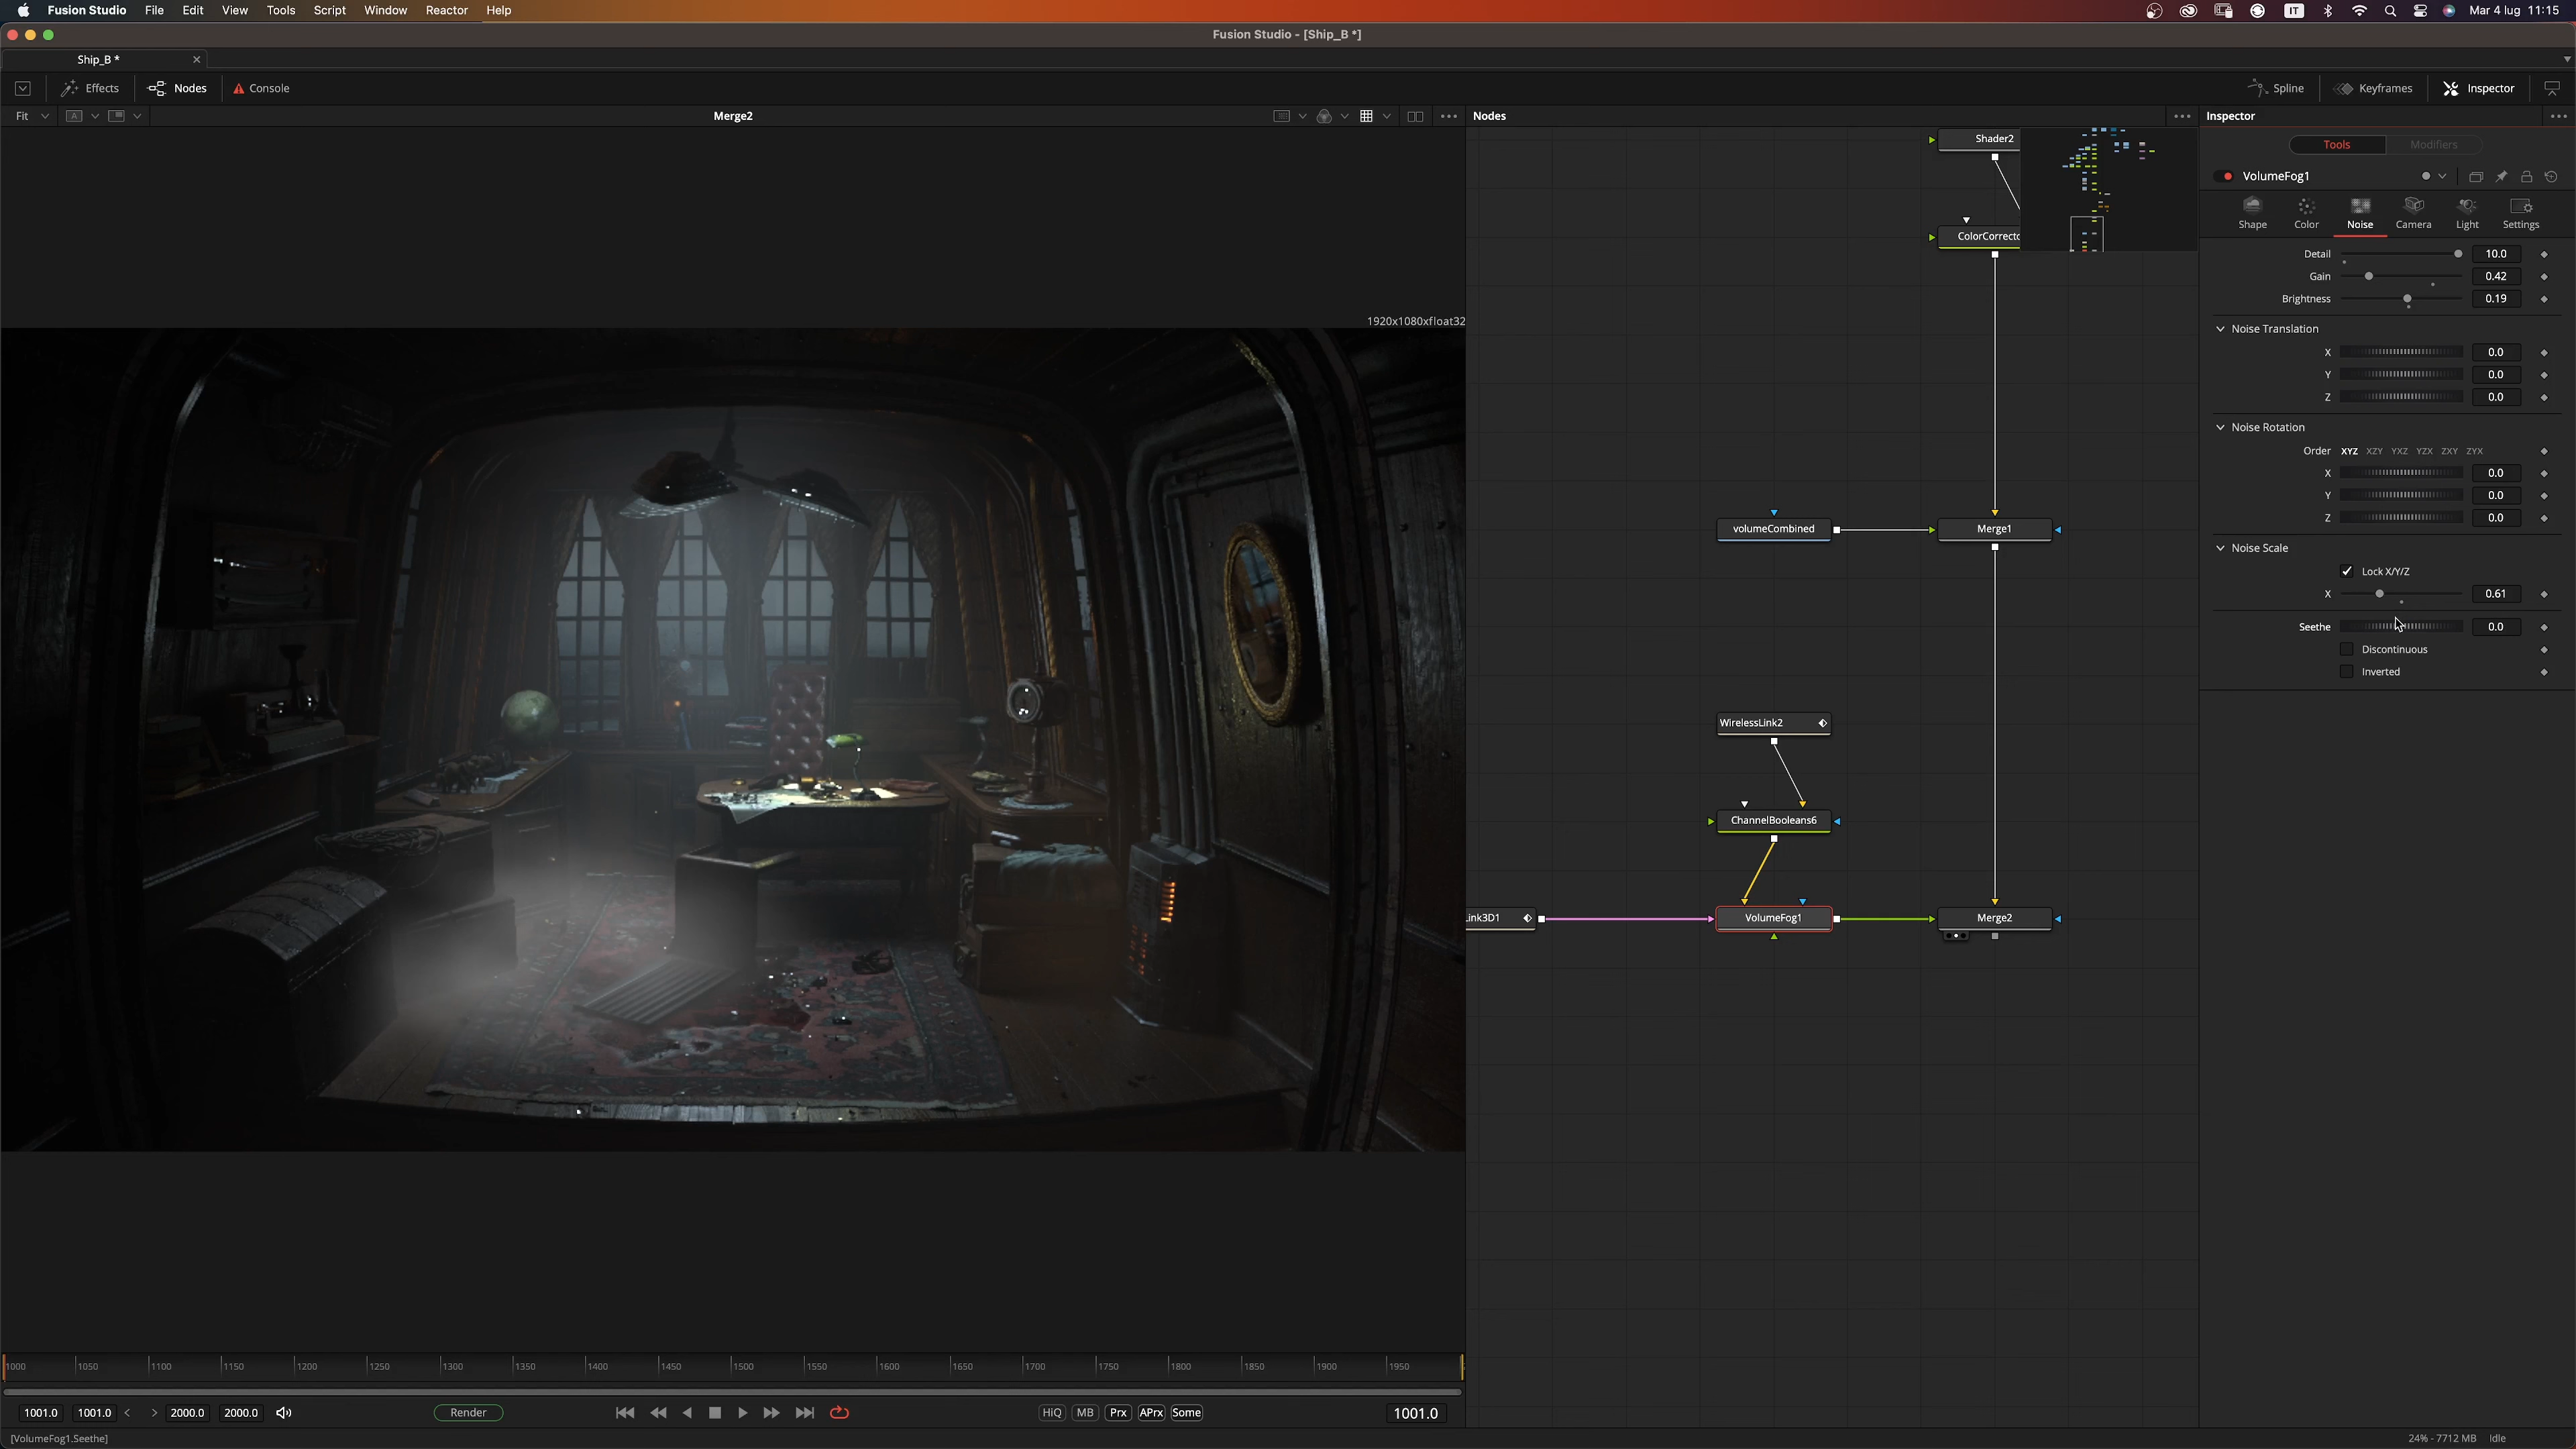 Fusion Studio File Edit View Tools Script Window Reactor Help IT Mar 4 lug 11:15
Fusion Studio - [Ship_B *]
Ship_B *
Effects Nodes Console Spline Keyframes Inspector
Fit A Merge2 Nodes Inspector
Shader2
Tools Modifiers
VolumeFog1
Shape Color Noise Camera Light Settings
ColorCorrecto
Detail 10.0
Gain 0.42
Brightness 0.19
1920x1080xfloat32
Noise Translation
X 0.0
Y 0.0
Z 0.0
Noise Rotation
Order XYZ XZY YXZ YZX ZXY ZYX
X 0.0
Y 0.0
Z 0.0
volumeCombined Merge1
Noise Scale
Lock X/Y/Z
X 0.61
Seethe 0.0
Discontinuous
Inverted
WirelessLink2
ChannelBooleans6
Link3D1 VolumeFog1 Merge2
1000 1050 1100 1150 1200 1250 1300 1350 1400 1450 1500 1550 1600 1650 1700 1750 1800 1850 1900 1950
1001.0 1001.0 < > 2000.0 2000.0 Render HiQ MB Prx APrx Some 1001.0
[VolumeFog1.Seethe] 24% - 7712 MB Idle